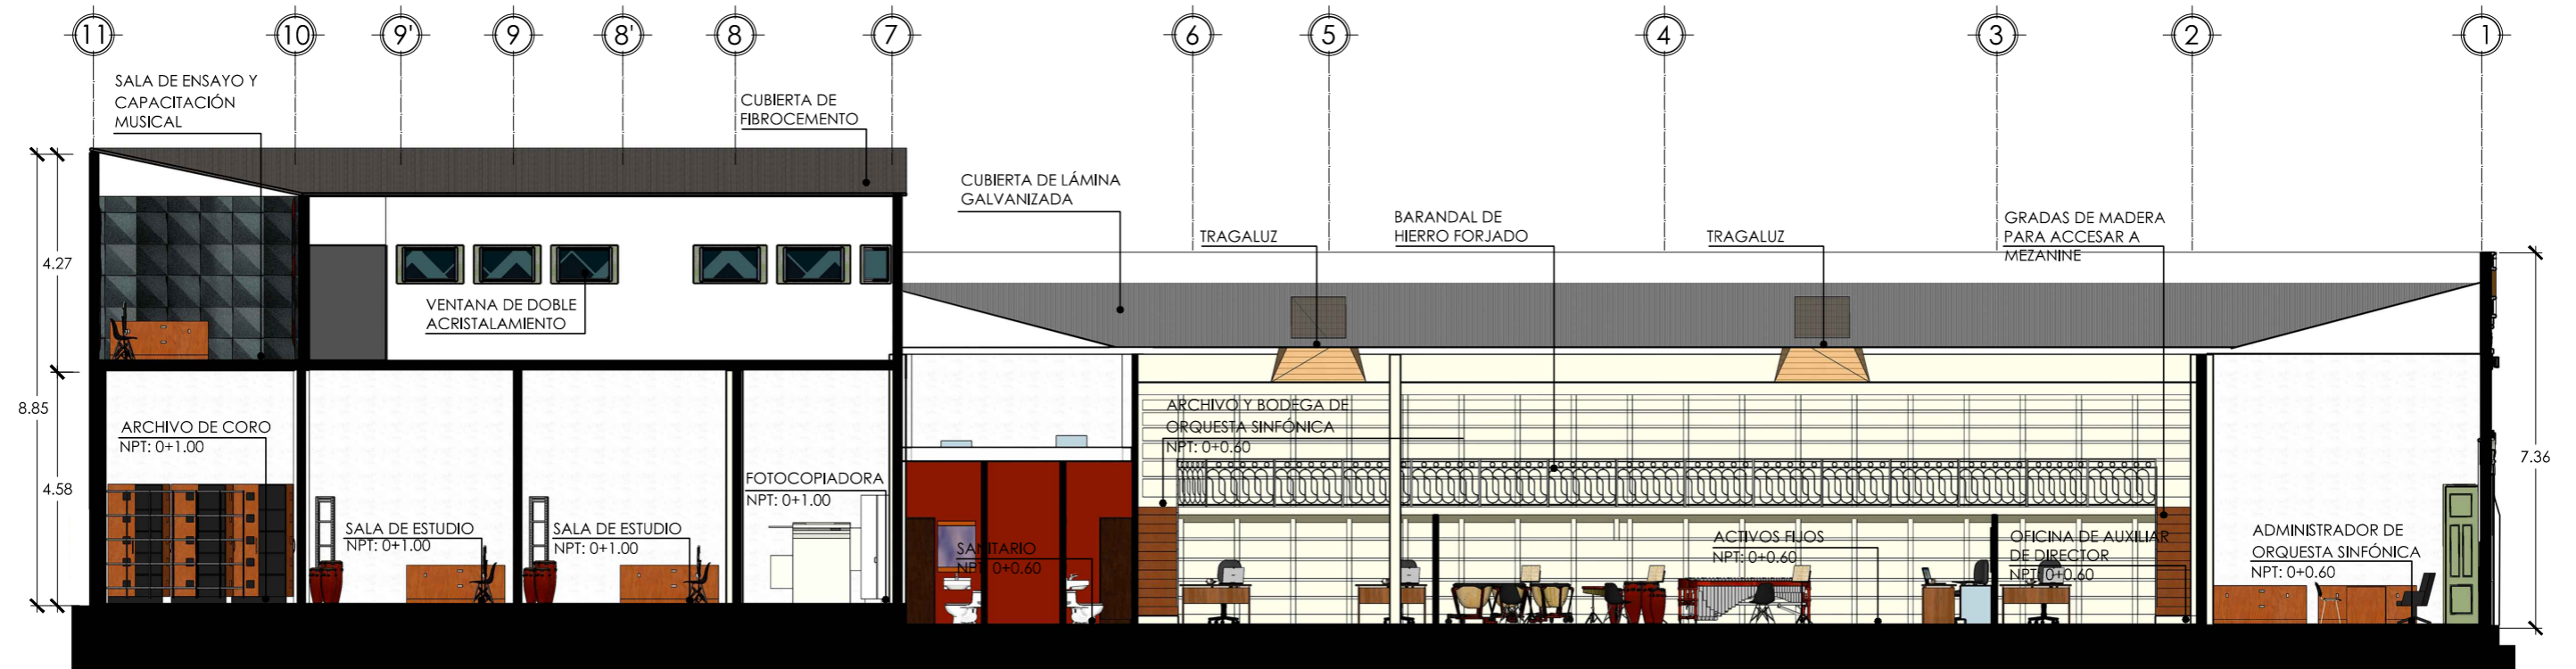 11
10
9'
9
8'
8
7
6
5
4
3
2
1
SALA DE ENSAYO Y
CAPACITACIÓN
MUSICAL
CUBIERTA DE
FIBROCEMENTO
CUBIERTA DE LÁMINA
GALVANIZADA
TRAGALUZ
BARANDAL DE
HIERRO FORJADO
TRAGALUZ
GRADAS DE MADERA
PARA ACCESAR A
MEZANINE
4.27
8.85
4.58
7.36
VENTANA DE DOBLE
ACRISTALAMIENTO
ARCHIVO DE CORO
NPT: 0+1.00
SALA DE ESTUDIO
NPT: 0+1.00
SALA DE ESTUDIO
NPT: 0+1.00
FOTOCOPIADORA
NPT: 0+1.00
SANITARIO
NPT: 0+0.60
ARCHIVO Y BODEGA DE
ORQUESTA SINFÓNICA
NPT: 0+0.60
ACTIVOS FIJOS
NPT: 0+0.60
OFICINA DE AUXILIAR
DE DIRECTOR
NPT: 0+0.60
ADMINISTRADOR DE
ORQUESTA SINFÓNICA
NPT: 0+0.60